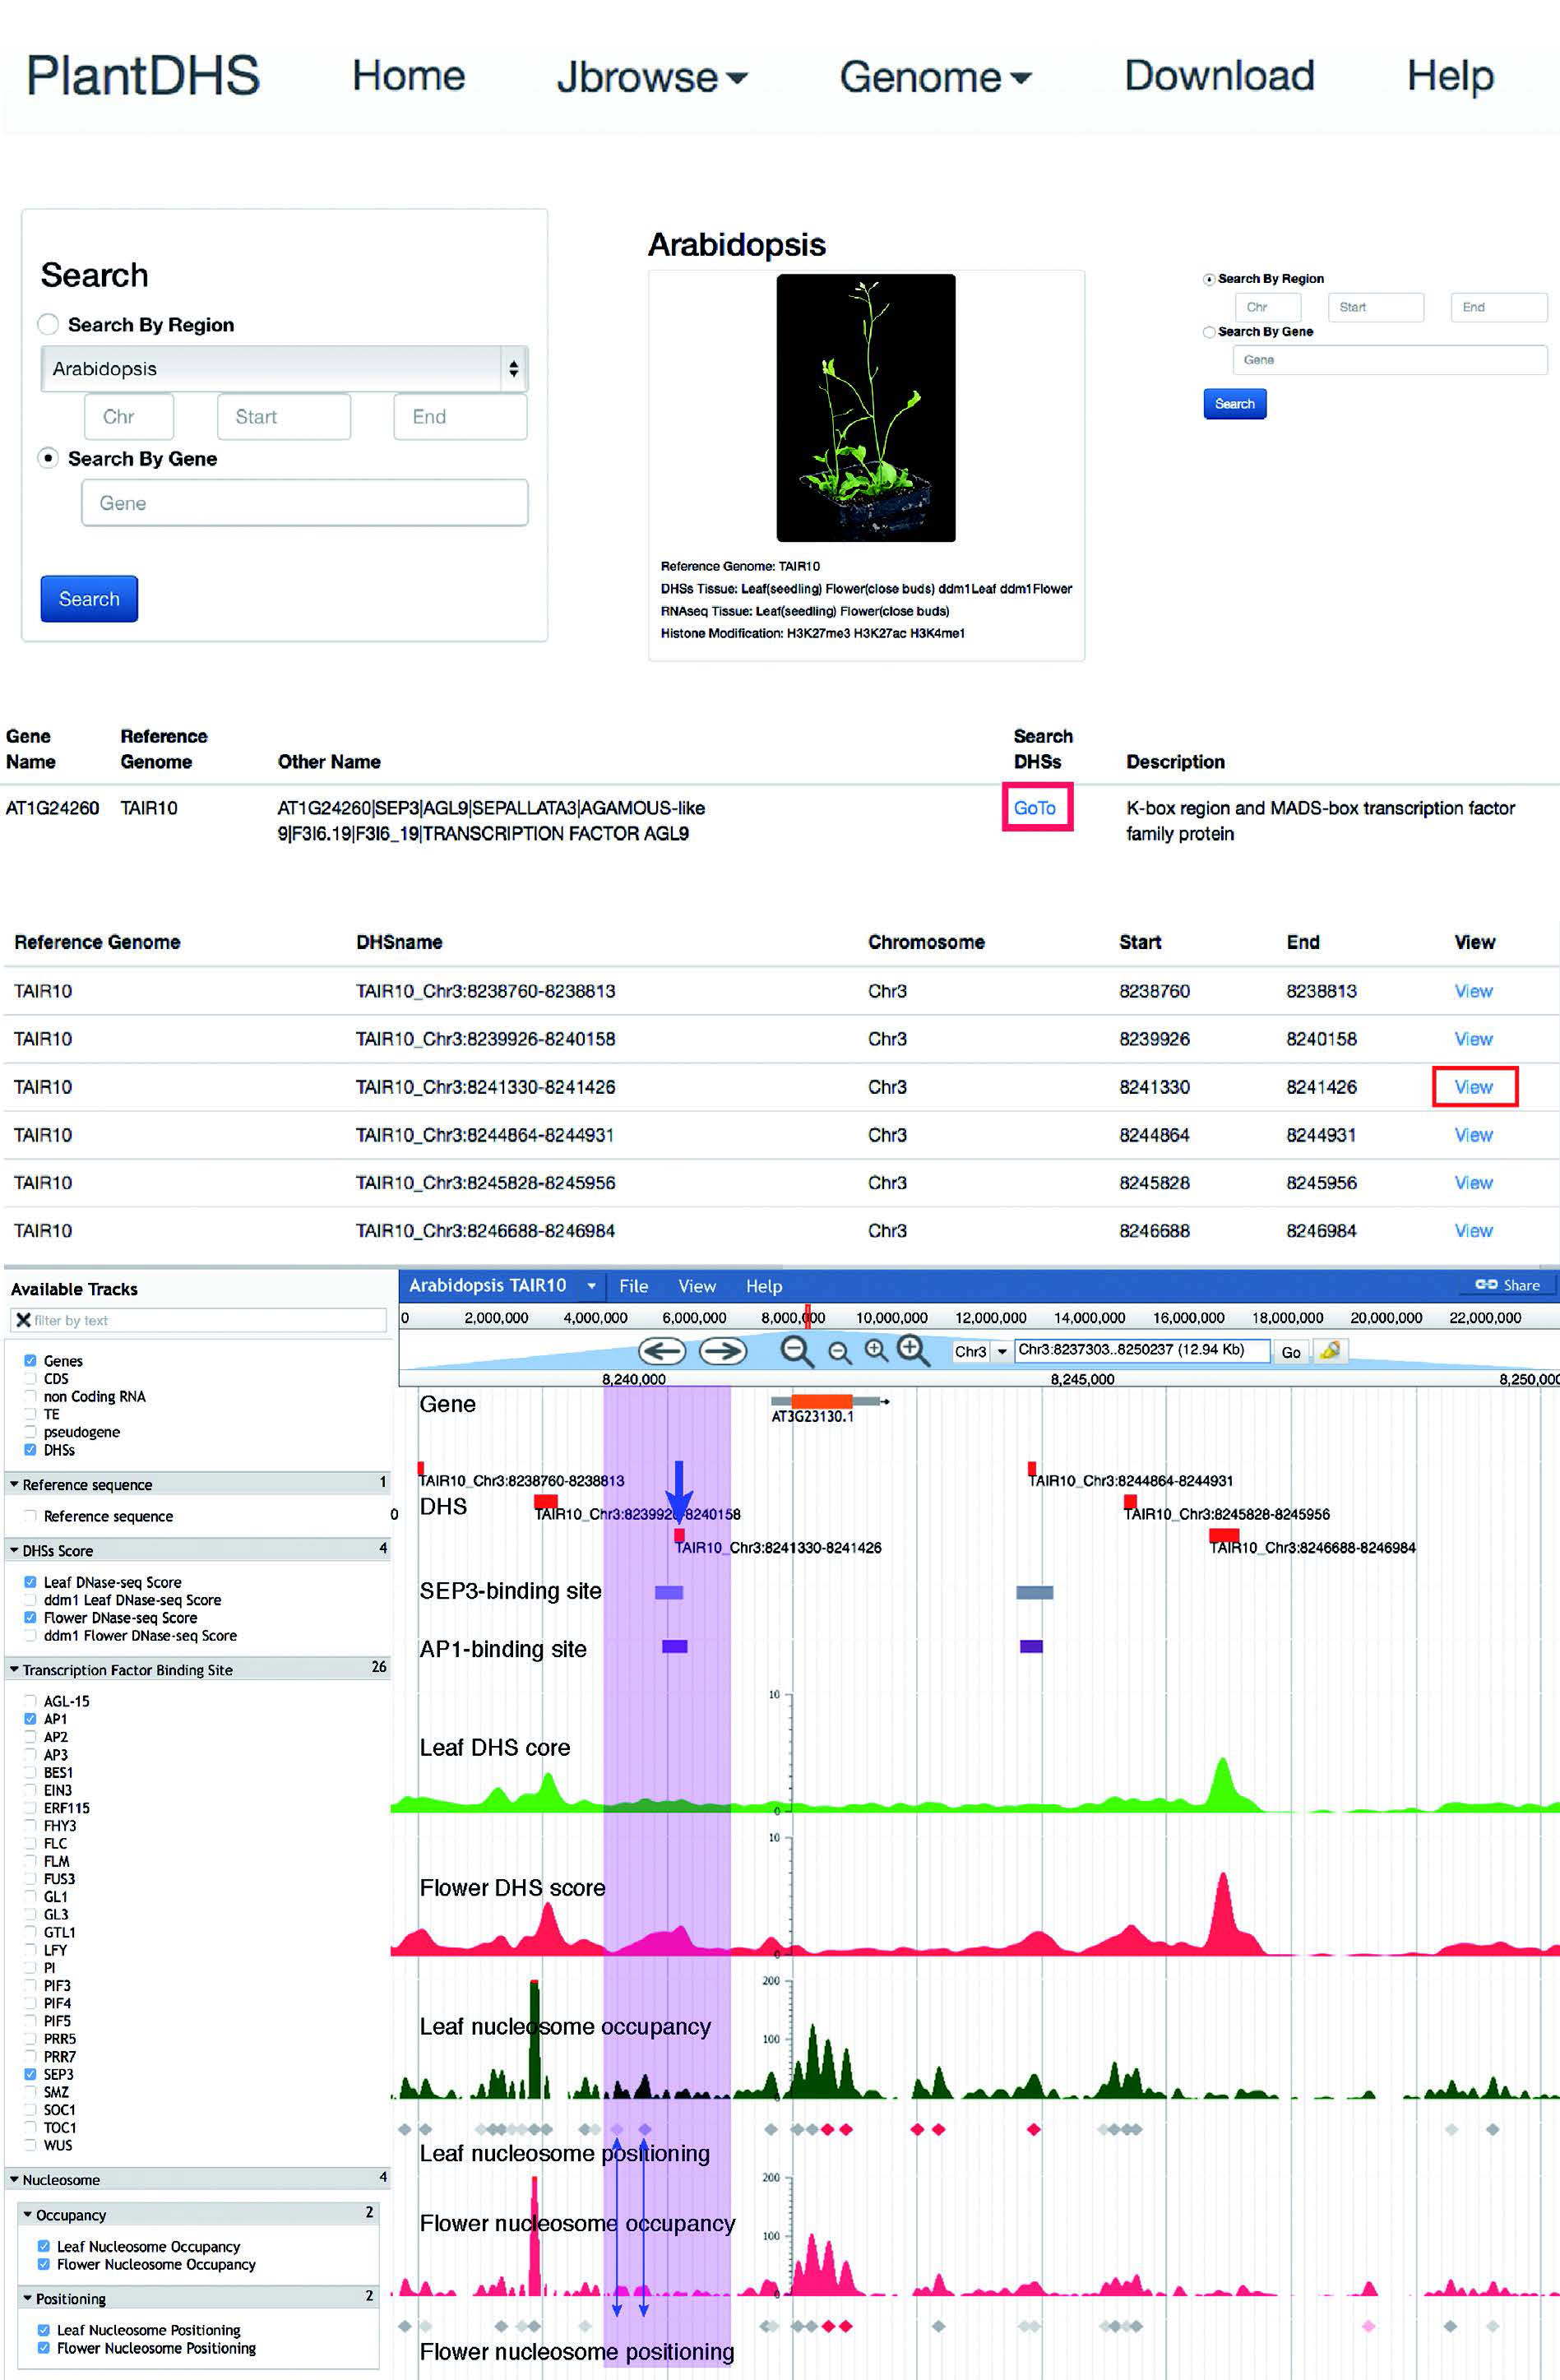 PlantDHS Home Jbrowse Genome Download Help
Search
Search By Region
Arabidopsis
Chr Start End
Search By Gene
Gene
Search
Arabidopsis
Reference Genome: TAIR10
DHSs Tissue: Leaf(seedling) Flower(close buds) ddm1Leaf ddm1Flower
RNAseq Tissue: Leaf(seedling) Flower(close buds)
Histone Modification: H3K27me3 H3K27ac H3K4me1
Search By Region
Chr Start End
Search By Gene
Gene
Search
Gene Name Reference Genome Other Name Search DHSs Description
AT1G24260 TAIR10 AT1G24260|SEP3|AGL9|SEPALLATA3|AGAMOUS-like GoTo K-box region and MADS-box transcription factor
9|F3I6.19|F3I6_19|TRANSCRIPTION FACTOR AGL9 family protein
Reference Genome DHSname Chromosome Start End View
TAIR10 TAIR10_Chr3:8238760-8238813 Chr3 8238760 8238813 View
TAIR10 TAIR10_Chr3:8239926-8240158 Chr3 8239926 8240158 View
TAIR10 TAIR10_Chr3:8241330-8241426 Chr3 8241330 8241426 View
TAIR10 TAIR10_Chr3:8244864-8244931 Chr3 8244864 8244931 View
TAIR10 TAIR10_Chr3:8245828-8245956 Chr3 8245828 8245956 View
TAIR10 TAIR10_Chr3:8246688-8246984 Chr3 8246688 8246984 View
Available Tracks
filter by text
Genes
CDS
non Coding RNA
TE
pseudogene
DHSs
Reference sequence 1
Reference sequence
DHSs Score 4
Leaf DNase-seq Score
ddm1 Leaf DNase-seq Score
Flower DNase-seq Score
ddm1 Flower DNase-seq Score
Transcription Factor Binding Site 26
AGL-15
AP1
AP2
AP3
BES1
EIN3
ERF115
FHY3
FLC
FLM
FUS3
GL1
GL3
GTL1
LFY
PI
PIF3
PIF4
PIF5
PRR5
PRR7
SEP3
SMZ
SOC1
TOC1
WUS
Nucleosome 4
Occupancy 2
Leaf Nucleosome Occupancy
Flower Nucleosome Occupancy
Positioning 2
Leaf Nucleosome Positioning
Flower Nucleosome Positioning
Arabidopsis TAIR10 File View Help Share
0 2,000,000 4,000,000 6,000,000 8,000,000 10,000,000 12,000,000 14,000,000 16,000,000 18,000,000 20,000,000 22,000,000
Chr3 Chr3:8237303..8250237 (12.94 Kb) Go
8,240,000 8,245,000 8,250,000
Gene
AT3G23130.1
TAIR10_Chr3:8238760-8238813 TAIR10_Chr3:8244864-8244931
0 DHS
TAIR10_Chr3:8239926-8240158 TAIR10_Chr3:8245828-8245956
TAIR10_Chr3:8241330-8241426 TAIR10_Chr3:8246688-8246984
SEP3-binding site
AP1-binding site
10
Leaf DHS core
0
10
Flower DHS score
0
200
Leaf nucleosome occupancy
100
0
Leaf nucleosome positioning
200
Flower nucleosome occupancy
100
0
Flower nucleosome positioning